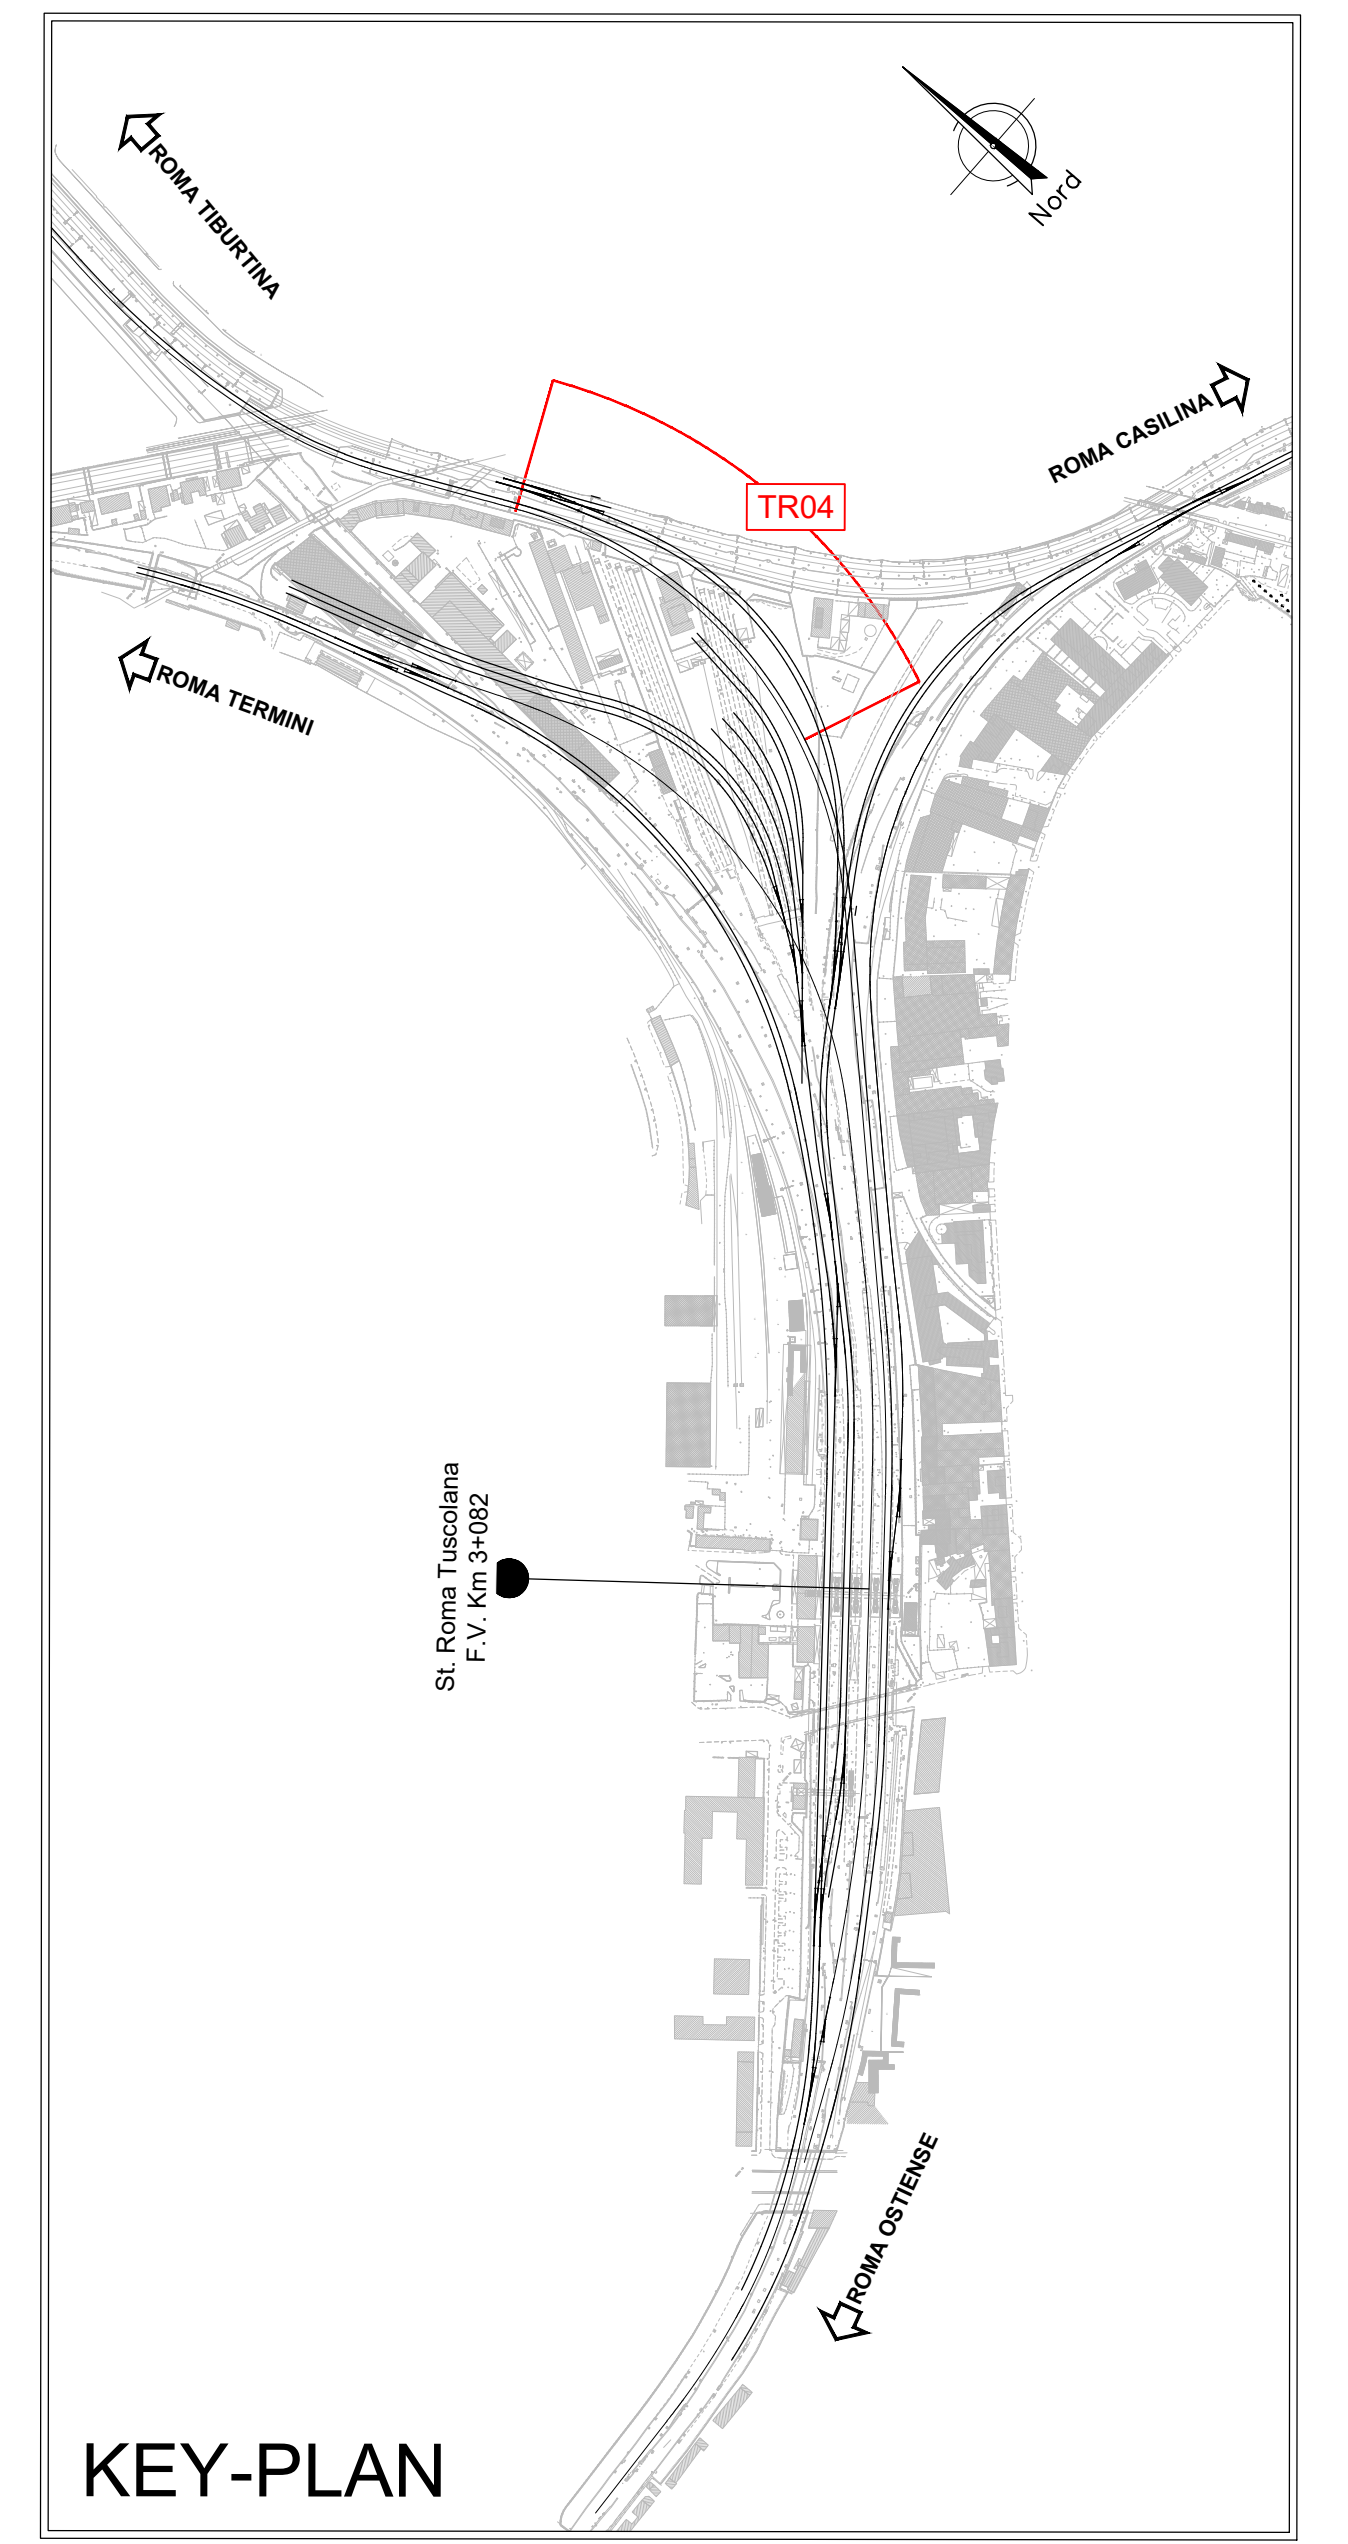 Nord
ROMA TIBURTINA
ROMA CASILINA
TR04
ROMA TERMINI
St. Roma Tuscolana
F.V. Km 3+082
ROMA OSTIENSE
KEY-PLAN